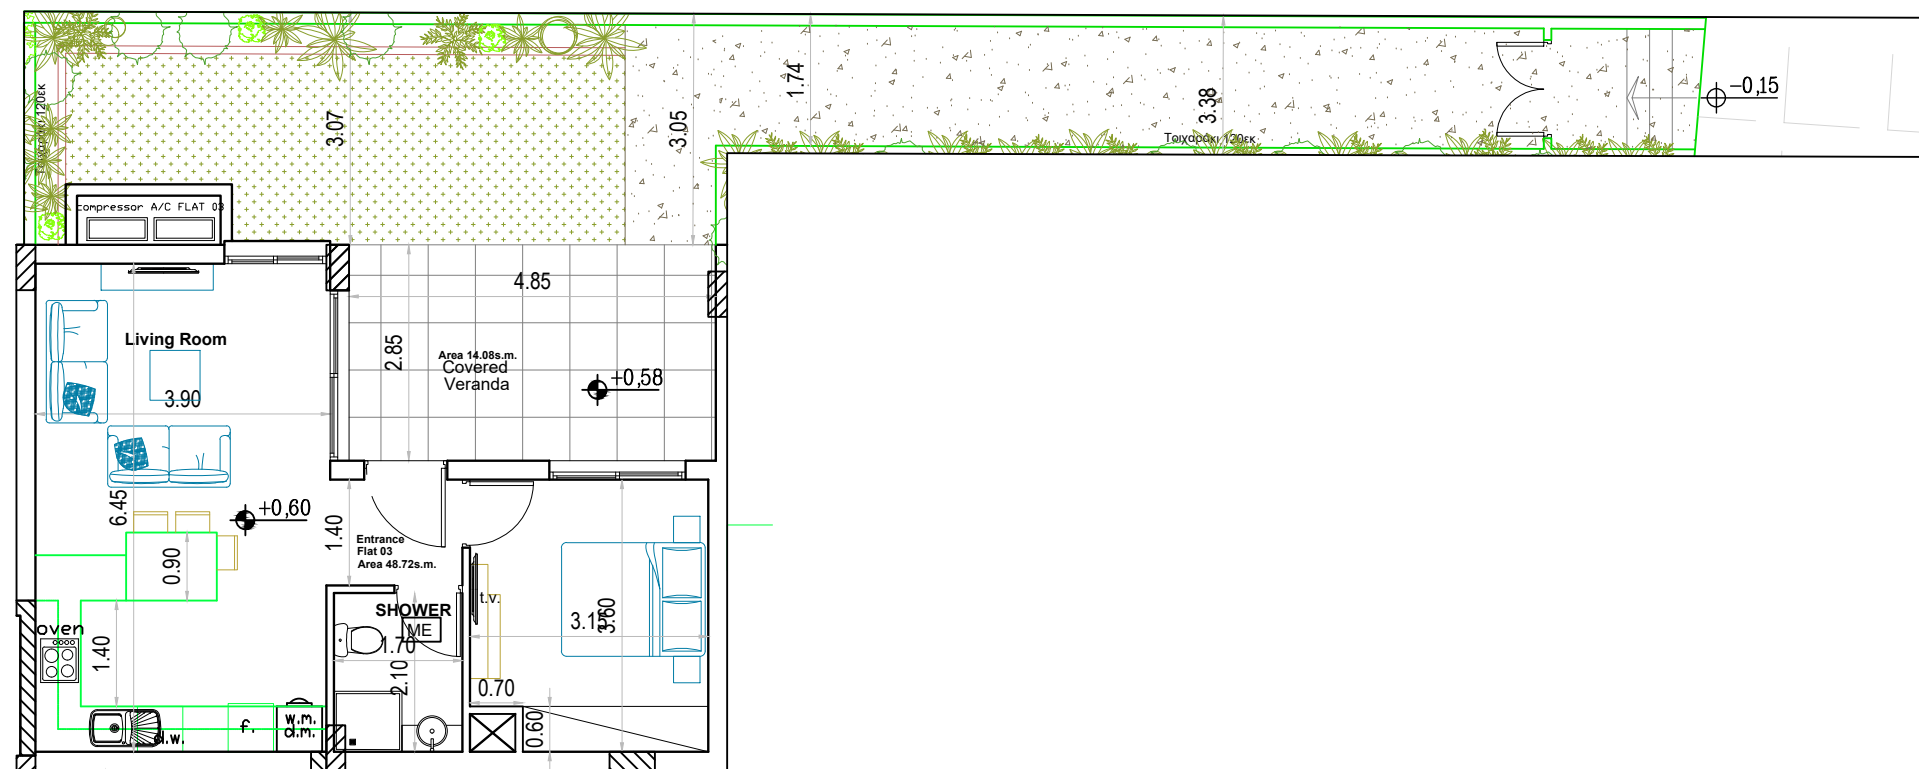 1.74
−0,15
3.38
3.07
3.05
Τοιχαράκι 120εκ
Τοιχαράκι 120εκ
compressor A/C FLAT 03
4.85
Living Room
2.85
Area 14.08s.m.
Covered
Veranda
+0,58
3.90
6.45
+0,60
1.40
Entrance
Flat 03
Area 48.72s.m.
0.90
t.v.
SHOWER
ME
3.15
3.60
oven
1.40
1.70
2.10
0.70
w.m.
d.m.
f.
d.w.
0.60